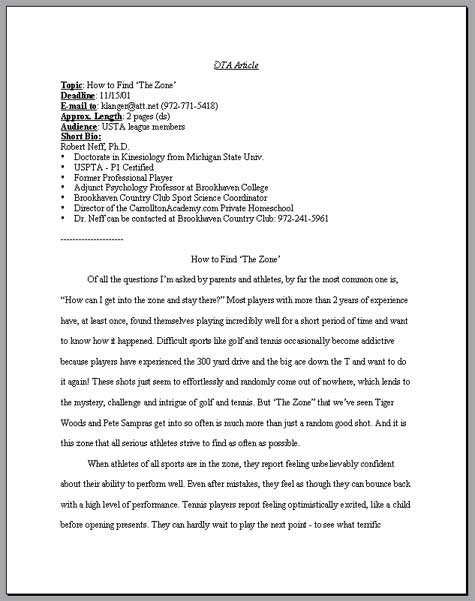 DTA Article
Topic: How to Find ‘The Zone’
Deadline: 11/15/01
E-mail to: klanger@att.net (972-771-5418)
Approx. Length: 2 pages (ds)
Audience: USTA league members
Short Bio:
Robert Neff, Ph.D.
• Doctorate in Kinesiology from Michigan State Univ.
• USPTA - P1 Certified
• Former Professional Player
• Adjunct Psychology Professor at Brookhaven College
• Brookhaven Country Club Sport Science Coordinator
• Director of the CarrolltonAcademy.com Private Homeschool
• Dr. Neff can be contacted at Brookhaven Country Club: 972-241-5961
---------------------
How to Find ‘The Zone’
Of all the questions I’m asked by parents and athletes, by far the most common one is,
“How can I get into the zone and stay there?” Most players with more than 2 years of experience
have, at least once, found themselves playing incredibly well for a short period of time and want
to know how it happened. Difficult sports like golf and tennis occasionally become addictive
because players have experienced the 300 yard drive and the big ace down the T and want to do
it again! These shots just seem to effortlessly and randomly come out of nowhere, which lends to
the mystery, challenge and intrigue of golf and tennis. But ‘The Zone” that we’ve seen Tiger
Woods and Pete Sampras get into so often is much more than just a random good shot. And it is
this zone that all serious athletes strive to find as often as possible.
When athletes of all sports are in the zone, they report feeling unbelievably confident
about their ability to perform well. Even after mistakes, they feel as though they can bounce back
with a high level of performance. Tennis players report feeling optimistically excited, like a child
before opening presents. They can hardly wait to play the next point - to see what terrific